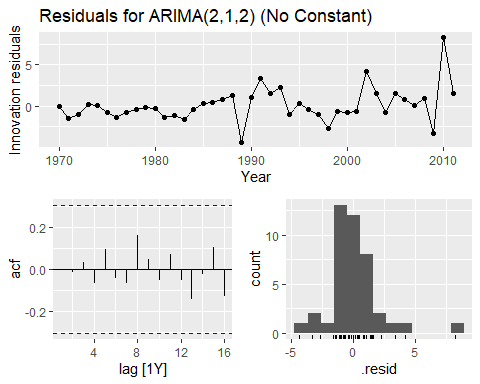 Residuals for ARIMA(2,1,2) (No Constant)
Innovation residuals
5
0
1970 1980 1990 2000 2010
Year
acf
0.2
0.0
-0.2
4 8 12 16
lag [1Y]
count
10
5
0
-5 0 5
.resid